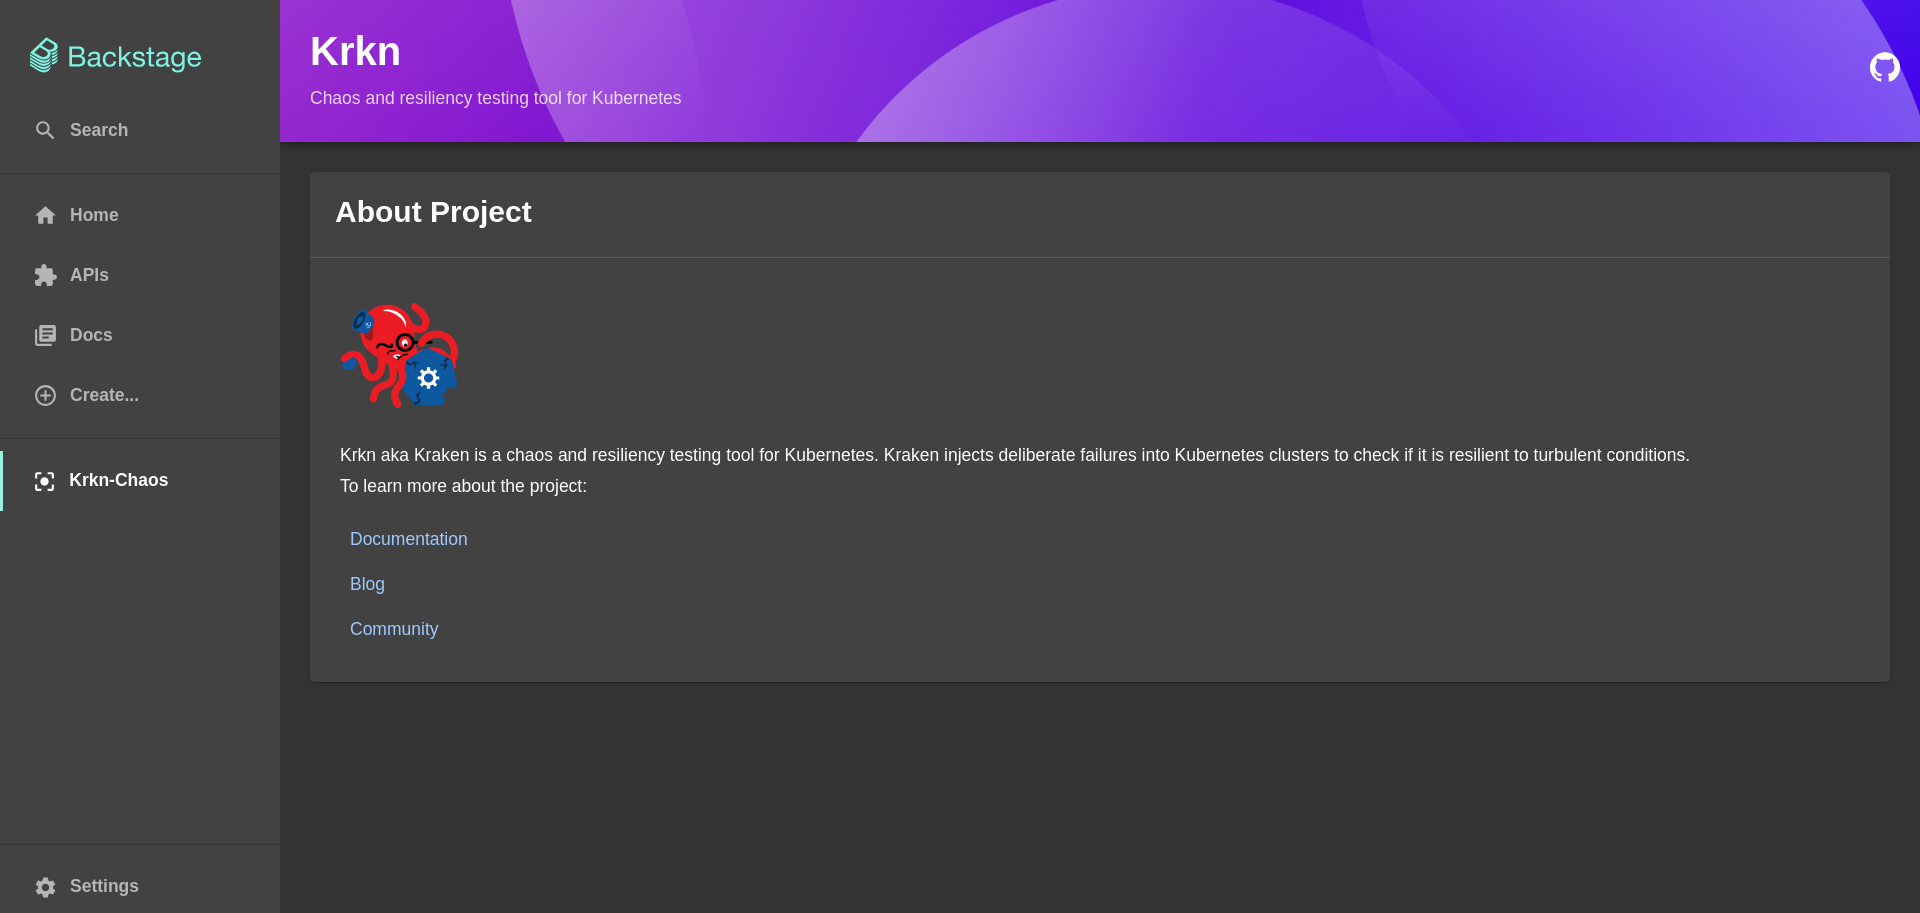 Backstage
Search
Home
APIs
Docs
Create...
Krkn-Chaos
Settings
Krkn
Chaos and resiliency testing tool for Kubernetes
About Project
Krkn aka Kraken is a chaos and resiliency testing tool for Kubernetes. Kraken injects deliberate failures into Kubernetes clusters to check if it is resilient to turbulent conditions.
To learn more about the project:
Documentation
Blog
Community